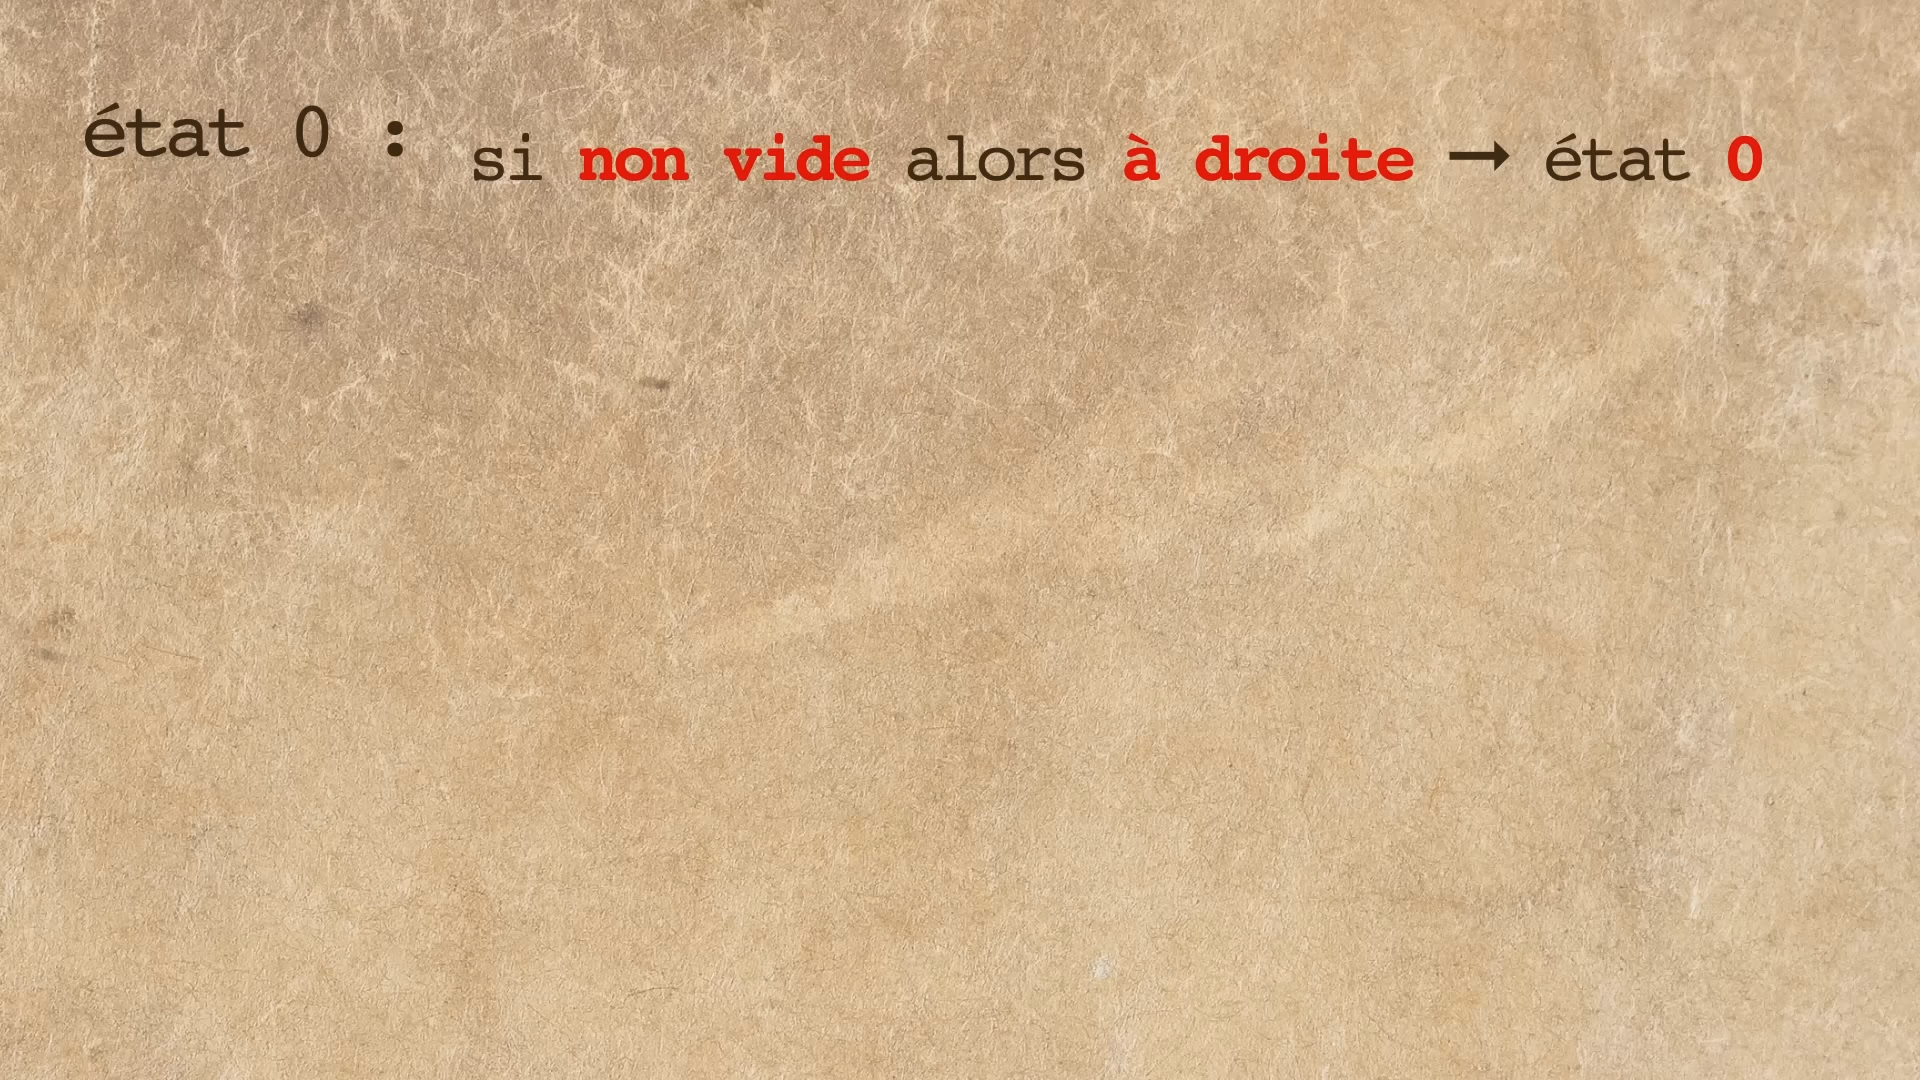 état 0 : si non vide alors à droite → état 0